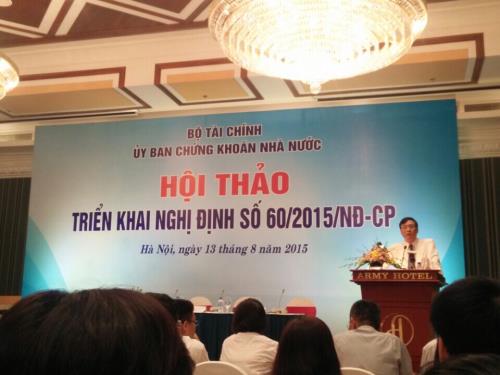 BỘ TÀI CHÍNH
ỦY BAN CHỨNG KHOÁN NHÀ NƯỚC
HỘI THẢO
TRIỂN KHAI NGHỊ ĐỊNH SỐ 60/2015/NĐ-CP
Hà Nội, ngày 13 tháng 8 năm 2015
ARMY HOTEL